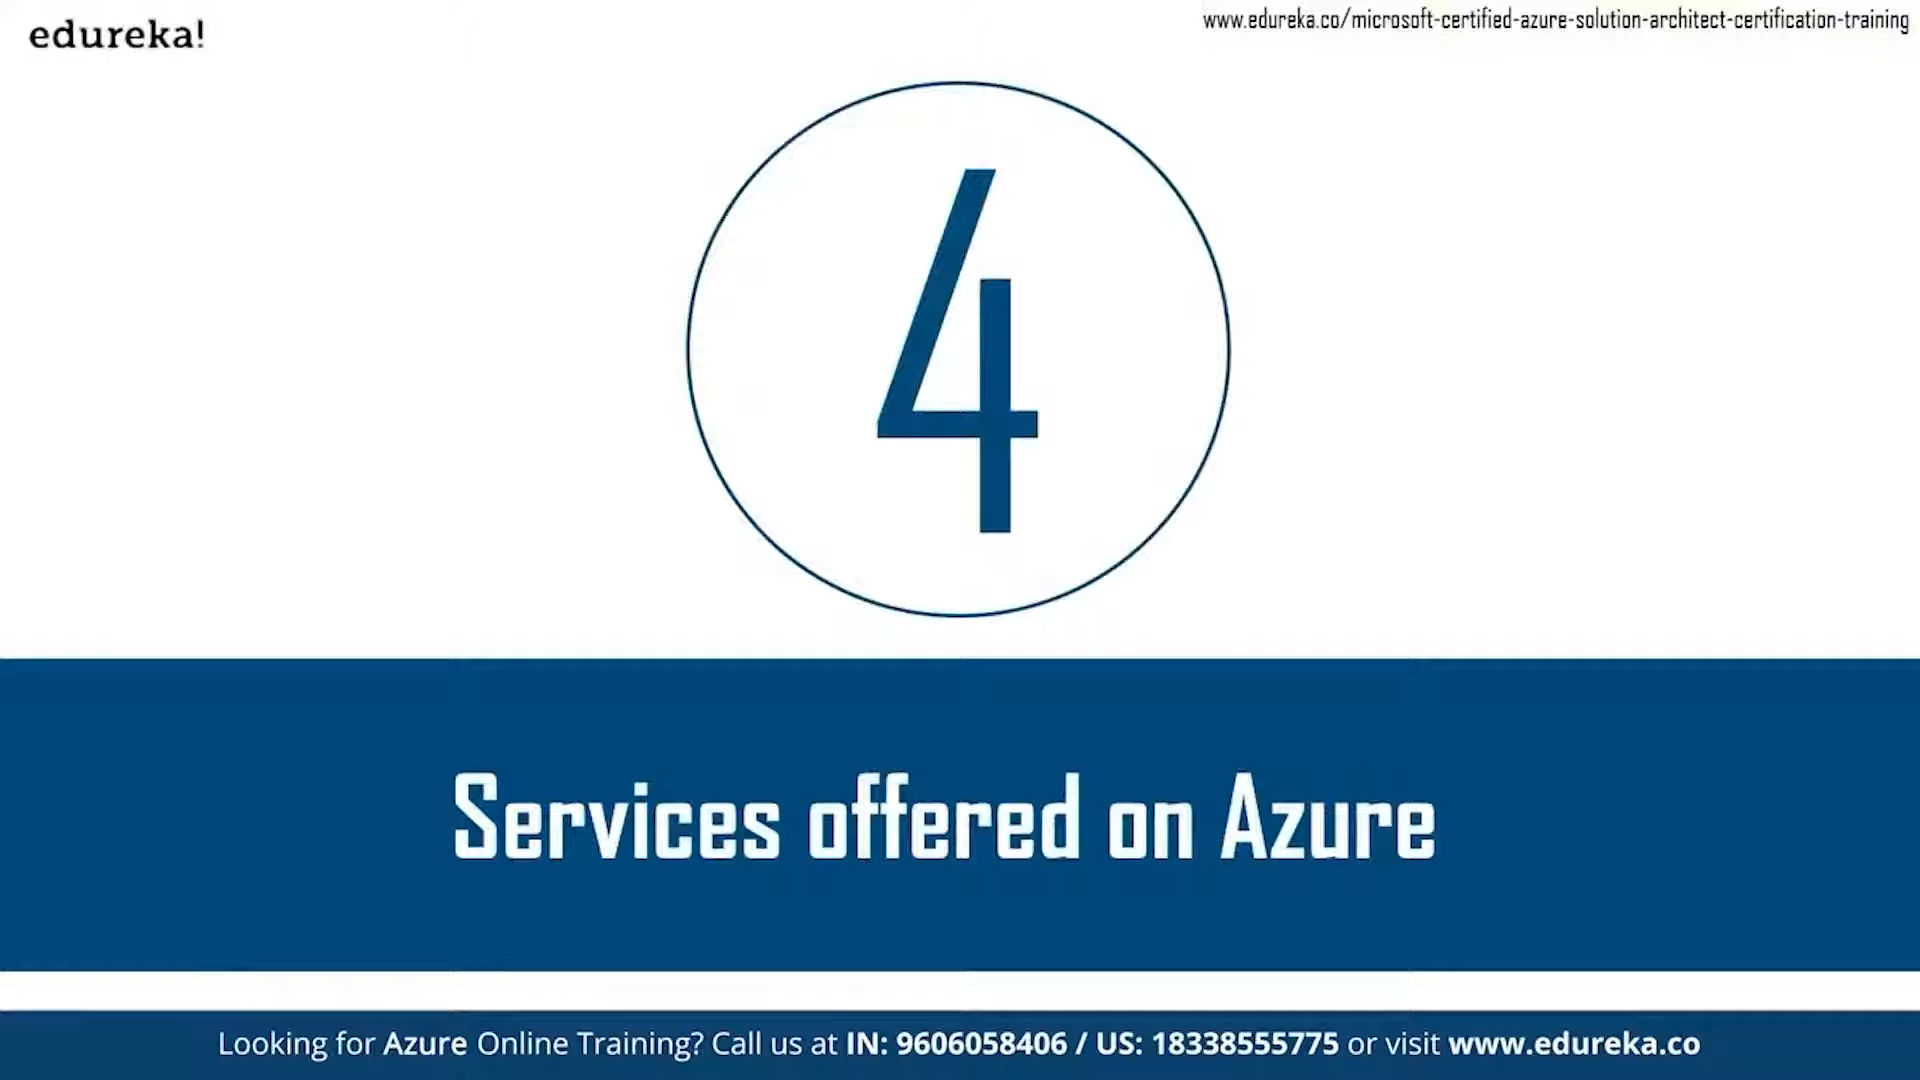 edureka!
www.edureka.co/microsoft-certified-azure-solution-architect-certification-training
4
Services offered on Azure
Looking for Azure Online Training? Call us at IN: 9606058406 / US: 18338555775 or visit www.edureka.co